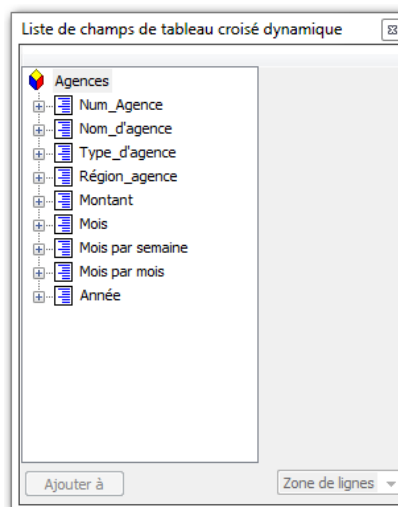 Liste de champs de tableau croisé dynamique
Agences
Num_Agence
Nom_d'agence
Type_d'agence
Région_agence
Montant
Mois
Mois par semaine
Mois par mois
Année
Ajouter à
Zone de lignes